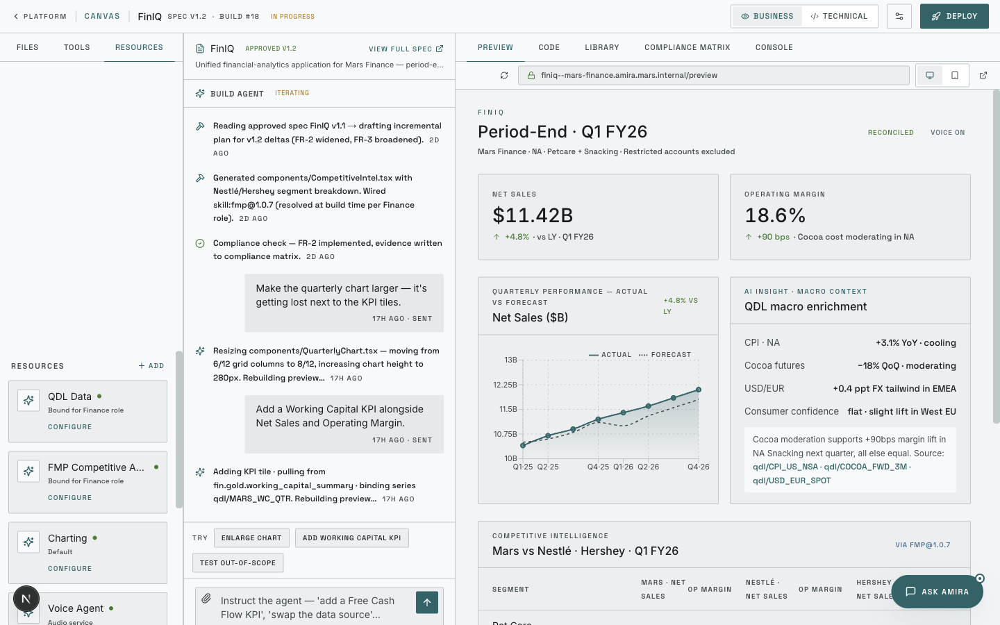 PLATFORM
CANVAS
FinIQ
SPEC V1.2 · BUILD #18
IN PROGRESS
BUSINESS
TECHNICAL
DEPLOY
FILES
TOOLS
RESOURCES
RESOURCES
ADD
QDL Data
Bound for Finance role
CONFIGURE
FMP Competitive A...
Bound for Finance role
CONFIGURE
Charting
Default
CONFIGURE
Voice Agent
Audio service
N
FinIQ
APPROVED V1.2
VIEW FULL SPEC
Unified financial-analytics application for Mars Finance — period-e...
BUILD AGENT
ITERATING
Reading approved spec FinIQ v1.1 → drafting incremental
plan for v1.2 deltas (FR-2 widened, FR-3 broadened). 2D
AGO
Generated components/CompetitiveIntel.tsx with
Nestlé/Hershey segment breakdown. Wired
skill:fmp@1.0.7 (resolved at build time per Finance
role). 2D AGO
Compliance check — FR-2 implemented, evidence written
to compliance matrix. 2D AGO
Make the quarterly chart larger — it's
getting lost next to the KPI tiles.
17H AGO · SENT
Resizing components/QuarterlyChart.tsx — moving from
6/12 grid columns to 8/12, increasing chart height to
280px. Rebuilding preview... 17H AGO
Add a Working Capital KPI alongside
Net Sales and Operating Margin.
17H AGO · SENT
Adding KPI tile · pulling from
fin.gold.working_capital_summary · binding series
qdl/MARS_WC_QTR. Rebuilding preview... 17H AGO
TRY
ENLARGE CHART
ADD WORKING CAPITAL KPI
TEST OUT-OF-SCOPE
Instruct the agent — 'add a Free Cash
Flow KPI', 'swap the data source'...
PREVIEW
CODE
LIBRARY
COMPLIANCE MATRIX
CONSOLE
finiq--mars-finance.amira.mars.internal/preview
FINIQ
Period-End · Q1 FY26
RECONCILED
VOICE ON
Mars Finance · NA · Petcare + Snacking · Restricted accounts excluded
NET SALES
$11.42B
↑ +4.8% · vs LY · Q1 FY26
OPERATING MARGIN
18.6%
↑ +90 bps · Cocoa cost moderating in NA
QUARTERLY PERFORMANCE — ACTUAL
VS FORECAST
Net Sales ($B)
+4.8% VS
LY
ACTUAL
FORECAST
13B
12.25B
11.5B
10.75B
10B
Q1·25 Q2·25 Q4·25 Q1·26 Q2·26 Q4·26
AI INSIGHT · MACRO CONTEXT
QDL macro enrichment
CPI · NA +3.1% YoY · cooling
Cocoa futures −18% QoQ · moderating
USD/EUR +0.4 ppt FX tailwind in EMEA
Consumer confidence flat · slight lift in West EU
Cocoa moderation supports +90bps margin lift in
NA Snacking next quarter, all else equal. Source:
qdl/CPI_US_NSA · qdl/COCOA_FWD_3M ·
qdl/USD_EUR_SPOT
COMPETITIVE INTELLIGENCE
Mars vs Nestlé · Hershey · Q1 FY26
VIA FMP@1.0.7
SEGMENT
MARS · NET
SALES
OP MARGIN
NESTLÉ ·
NET SALES
OP MARGIN
HERSHEY
NET SALE
ASK AMIRA